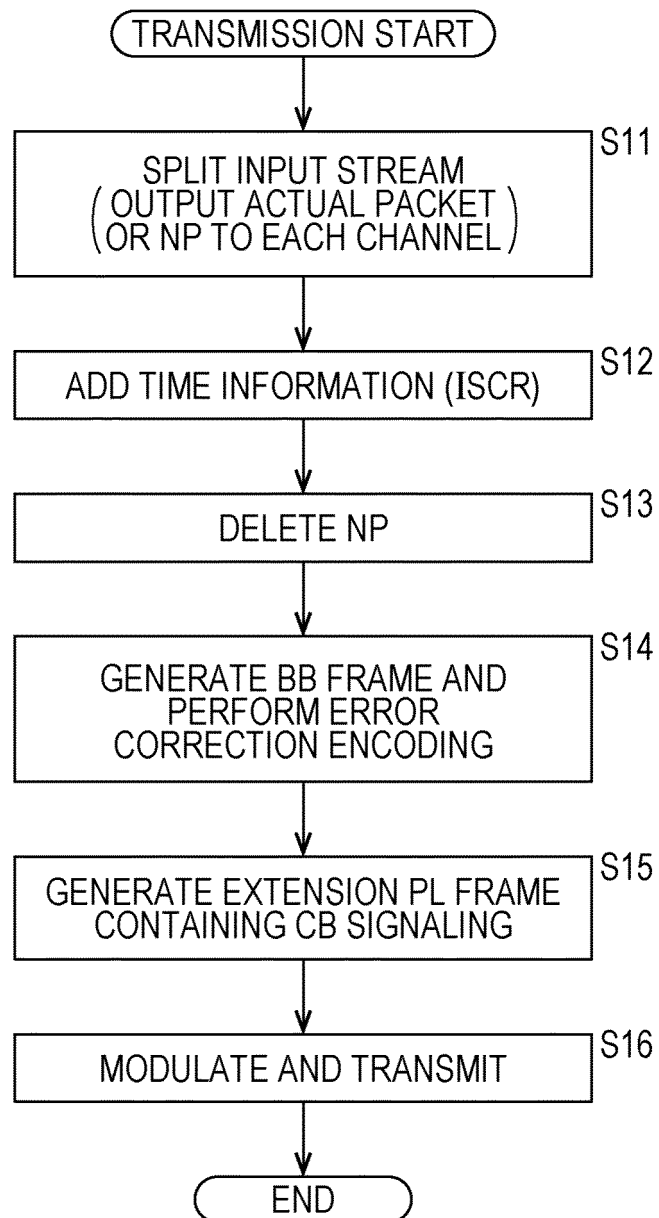 TRANSMISSION START
S11
SPLIT INPUT STREAM
(OUTPUT ACTUAL PACKET
OR NP TO EACH CHANNEL)
S12
ADD TIME INFORMATION (ISCR)
S13
DELETE NP
S14
GENERATE BB FRAME AND
PERFORM ERROR
CORRECTION ENCODING
S15
GENERATE EXTENSION PL FRAME
CONTAINING CB SIGNALING
S16
MODULATE AND TRANSMIT
END